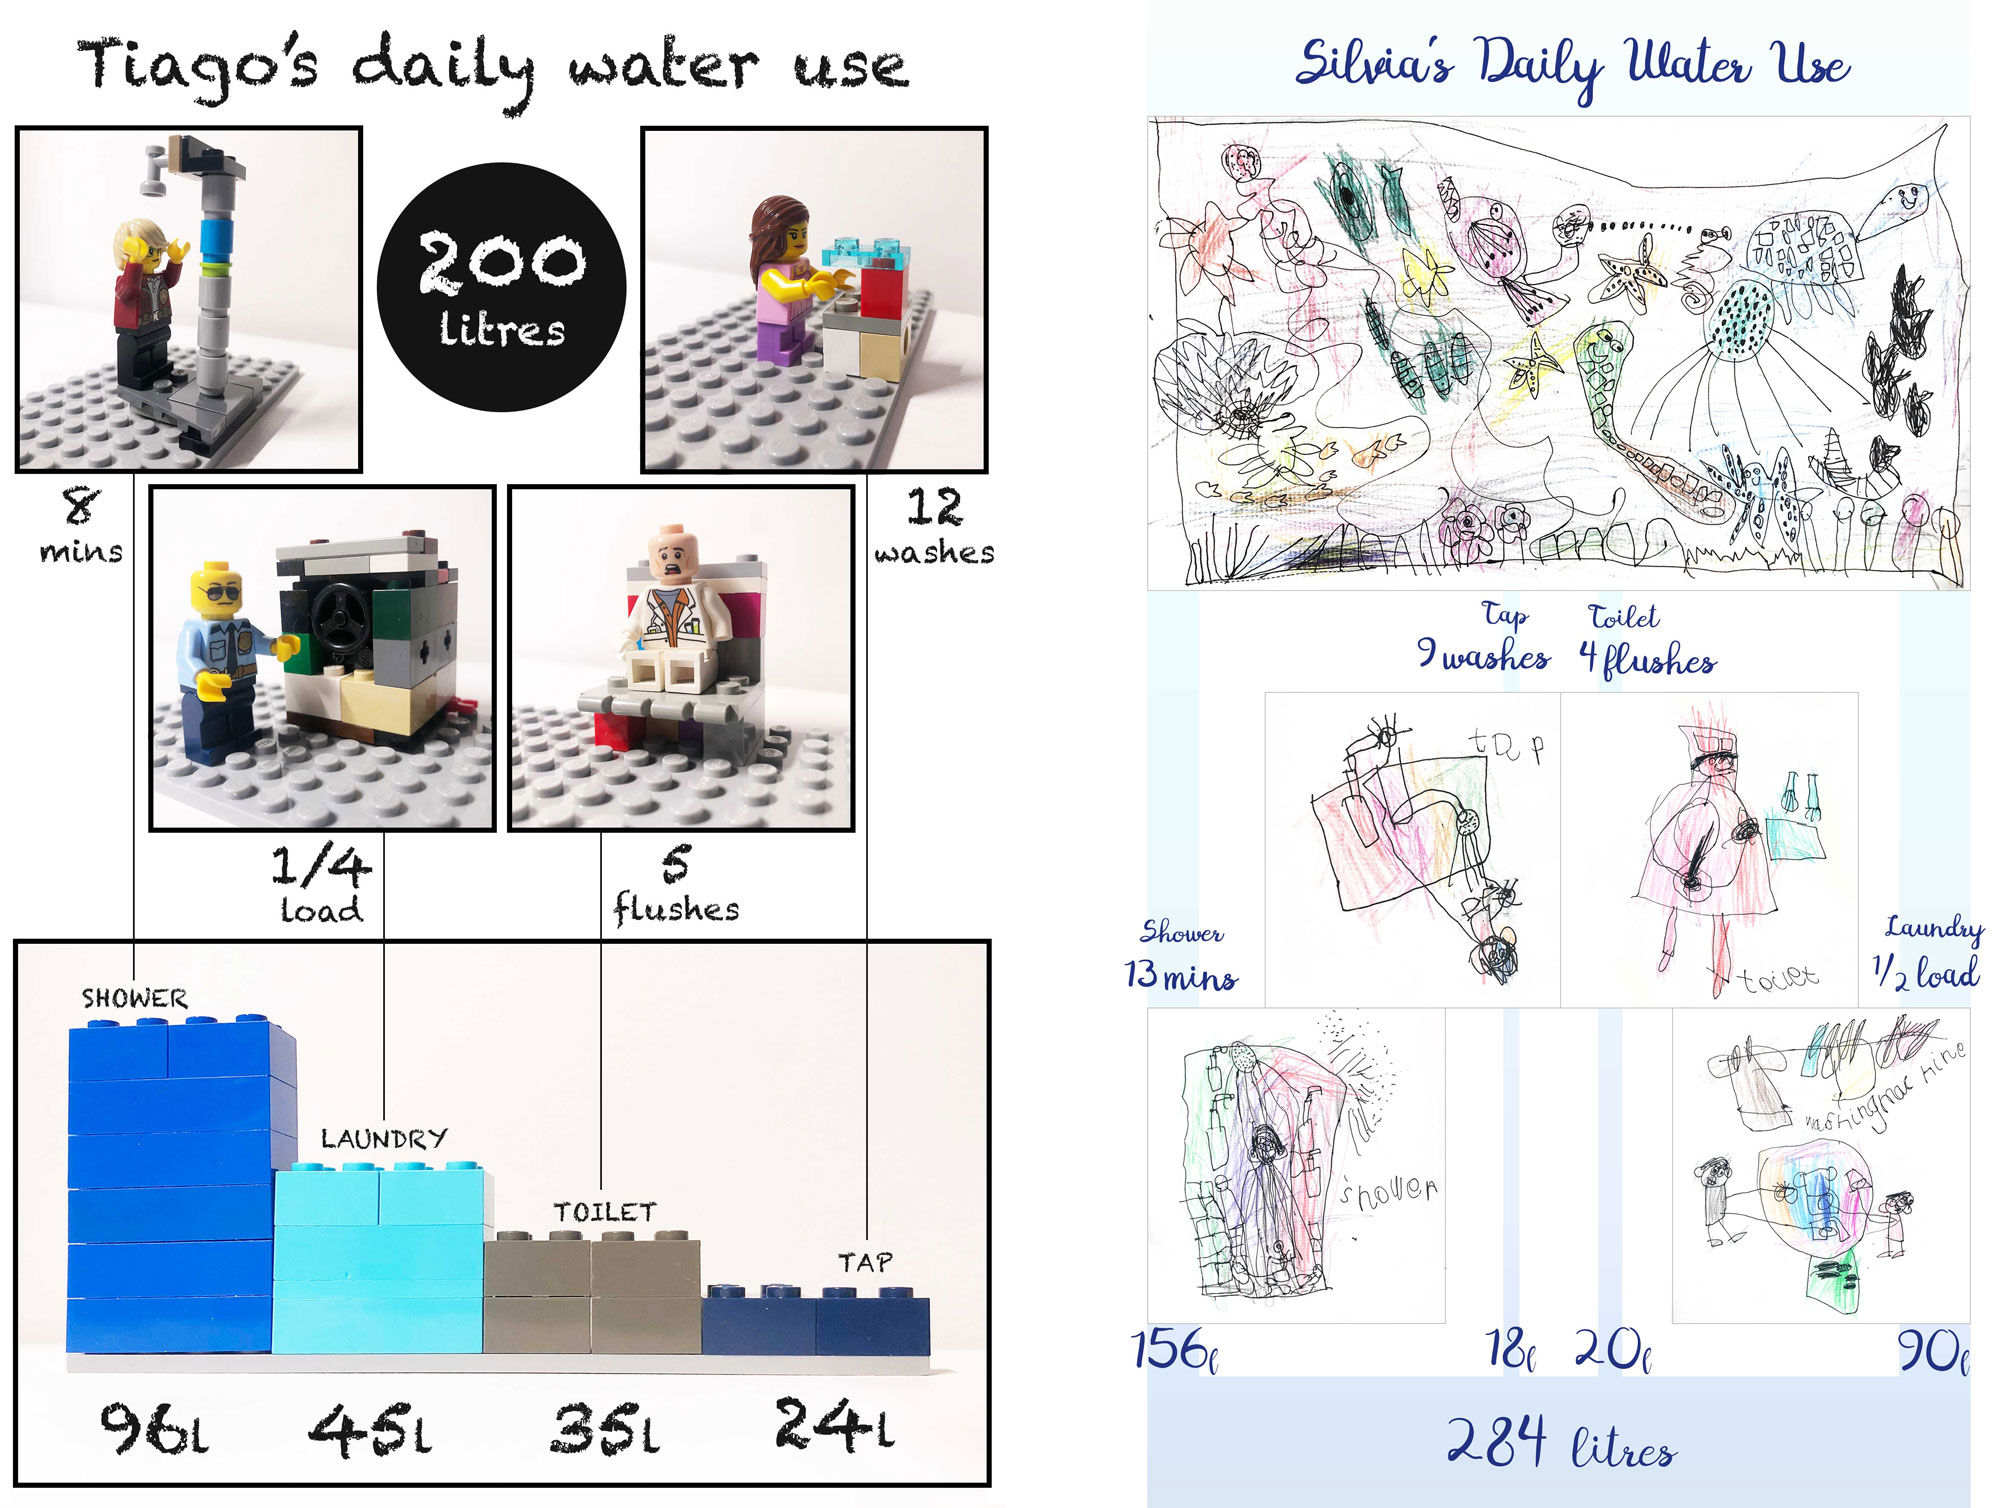 Tiago's daily water use
200
litres
8
mins
12
washes
1/4
load
5
flushes
SHOWER
LAUNDRY
TOILET
TAP
96l
45l
35l
24l
Silvia's Daily Water Use
Tap
9 washes
Toilet
4 flushes
tap
toilet
Shower
13 mins
Laundry
1/2 load
shower
washingmachine
156l
18l
20l
90l
284 litres